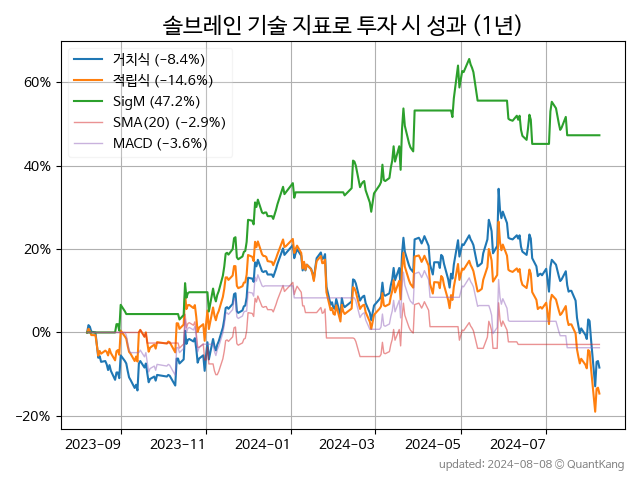 솔브레인 기술 지표로 투자 시 성과 (1년)
거치식 (−8.4%)
적립식 (−14.6%)
SigM (47.2%)
SMA(20) (−2.9%)
MACD (−3.6%)
60%
40%
20%
0%
−20%
2023-09
2023-11
2024-01
2024-03
2024-05
2024-07
updated: 2024-08-08 © QuantKang